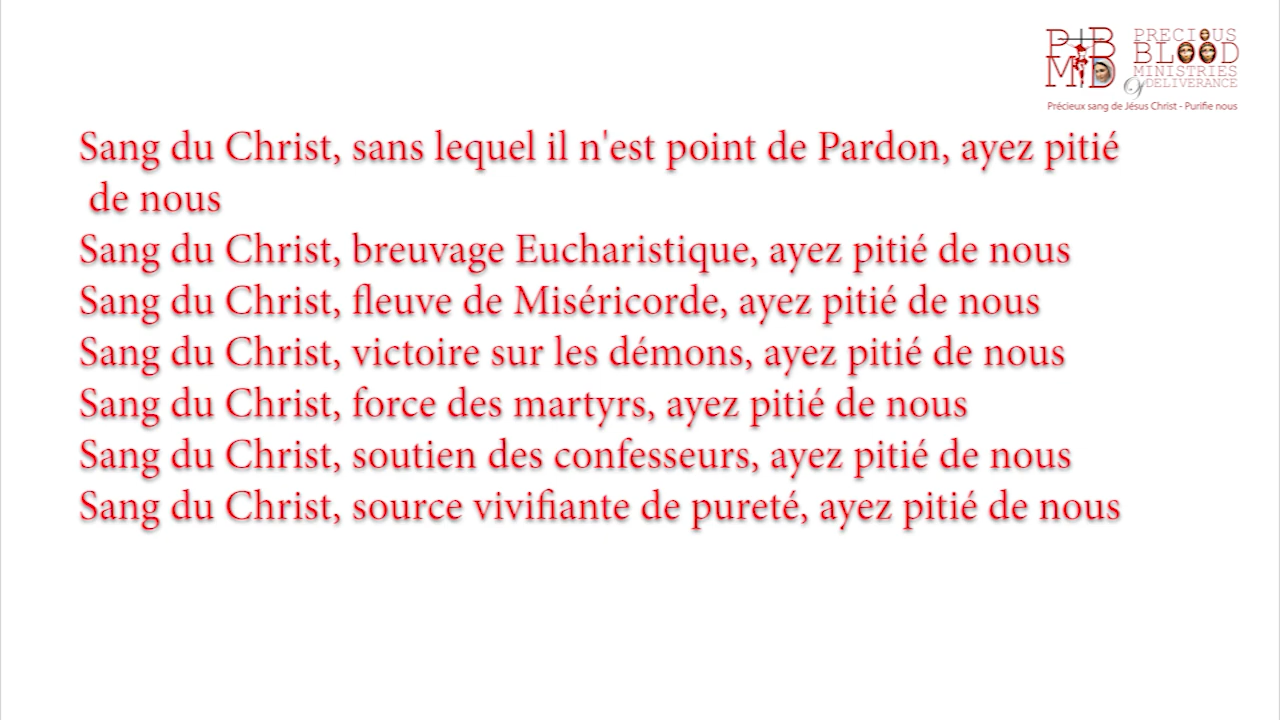 PBMD
PRECIOUS
BLOOD
MINISTRIES
Of DELIVERANCE
Précieux sang de Jésus Christ - Purifie nous
Sang du Christ, sans lequel il n'est point de Pardon, ayez pitié
de nous
Sang du Christ, breuvage Eucharistique, ayez pitié de nous
Sang du Christ, fleuve de Miséricorde, ayez pitié de nous
Sang du Christ, victoire sur les démons, ayez pitié de nous
Sang du Christ, force des martyrs, ayez pitié de nous
Sang du Christ, soutien des confesseurs, ayez pitié de nous
Sang du Christ, source vivifiante de pureté, ayez pitié de nous